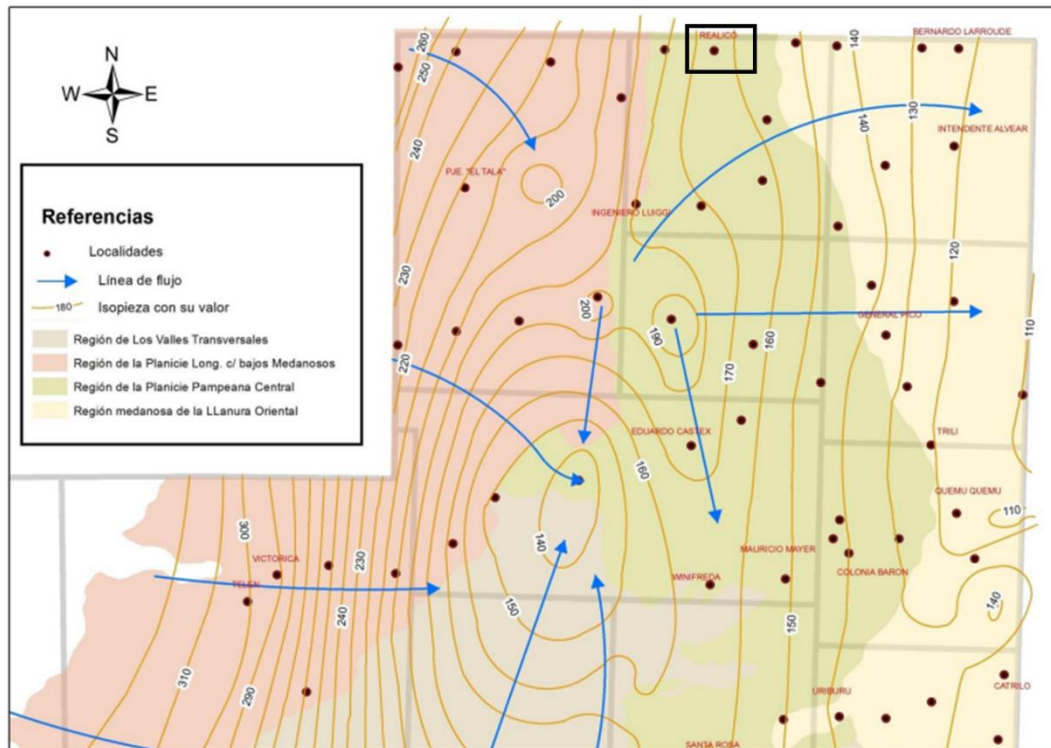 N
W E
S
Referencias
Localidades
Línea de flujo
180 Isopieza con su valor
Región de Los Valles Transversales
Región de la Planicie Long. c/ bajos Medanosos
Región de la Planicie Pampeana Central
Región medanosa de la LLanura Oriental
REALICO
BERNARDO LARROUDE
260
250
140
130
140
INTENDENTE ALVEAR
240
PJE. "EL TALA"
200
INGENIERO LUIGGI
120
230
200
190
GENERAL PICO
160
110
220
170
EDUARDO CASTEX
TRILI
160
QUEMU QUEMU
110
300
140
VICTORICA
230
MAURICIO MAYER
COLONIA BARON
TELEN
WINIFREDA
240
150
150
140
310
290
URIBURU
CATRILO
SANTA ROSA